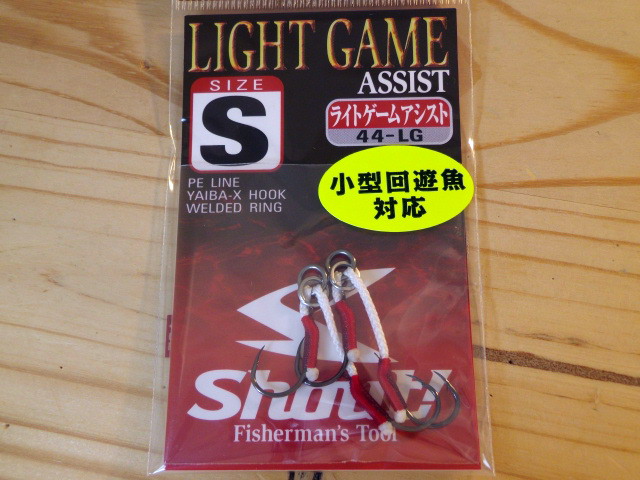 LIGHT GAME
ASSIST
SIZE
S
ライトゲームアシスト
44-LG
小型回遊魚
対応
PE LINE
YAIBA-X HOOK
WELDED RING
Shout!
Fisherman's Tool